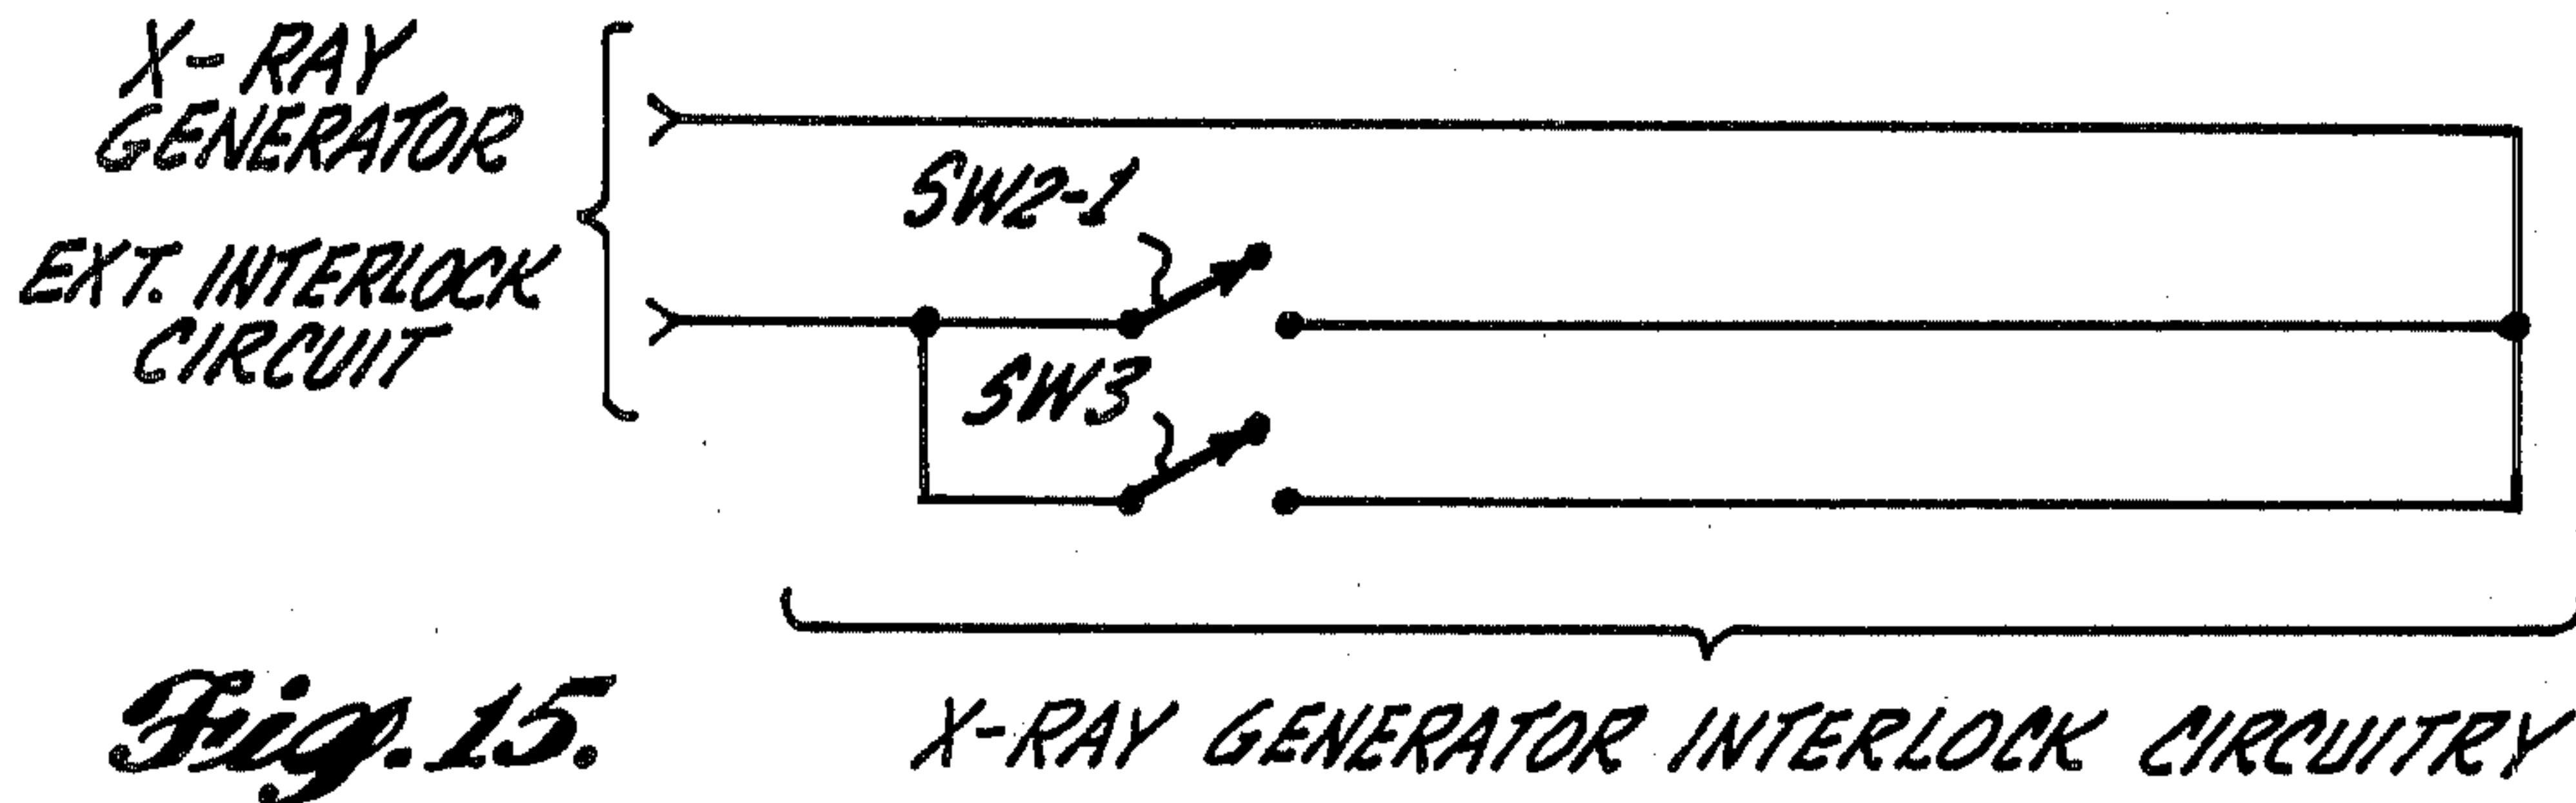 X-RAY
GENERATOR
EXT. INTERLOCK
CIRCUIT
SW2-1
SW3
Fig. 15.
X-RAY GENERATOR INTERLOCK CIRCUITRY